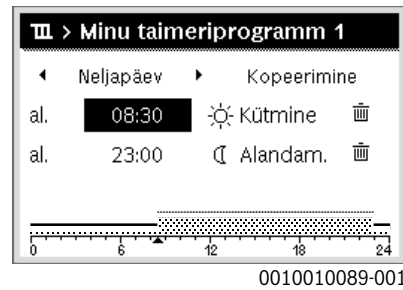 > Minu taimeriprogramm 1
Neljapäev Kopeerimine
al. 08:30 Kütmine
al. 23:00 Alandam.
0 6 12 18 24
0010010089-001